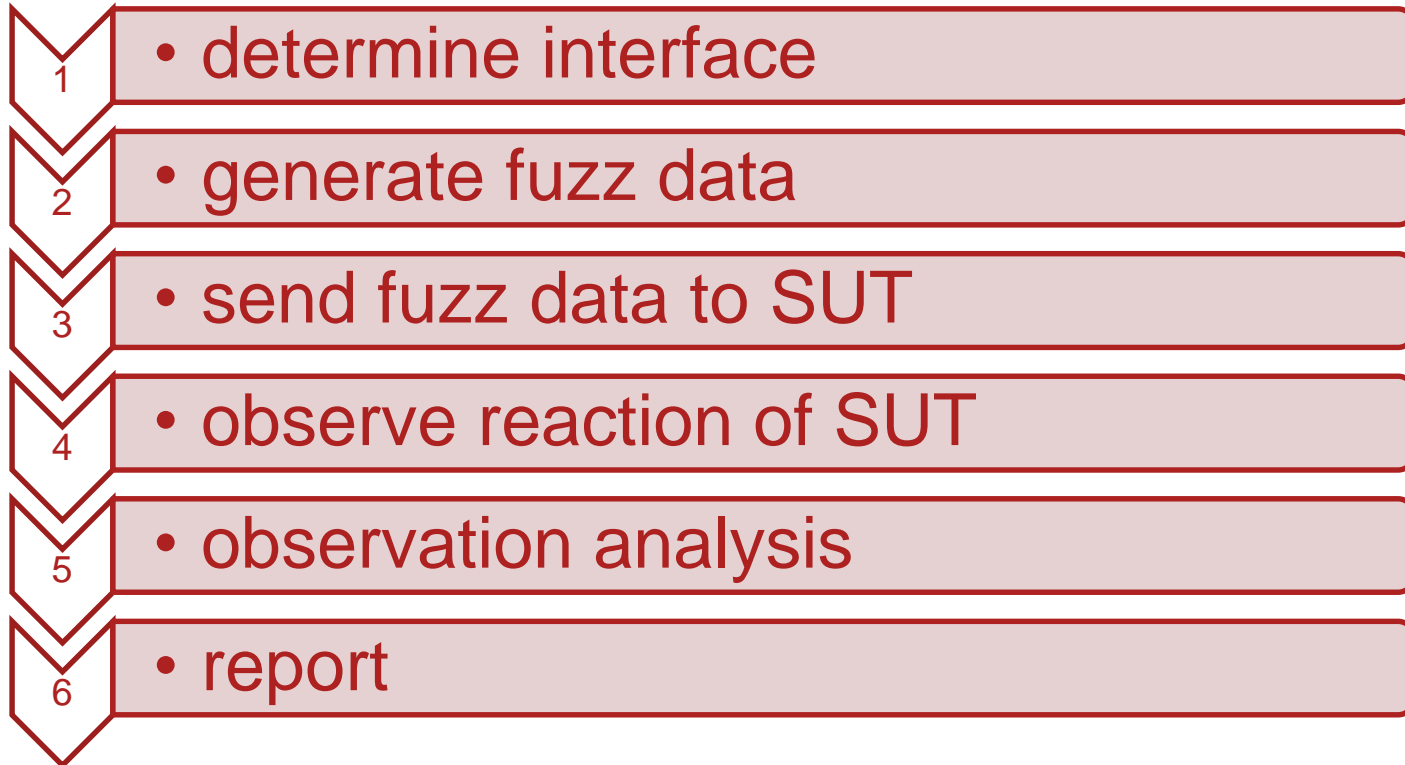 1 • determine interface
2 • generate fuzz data
3 • send fuzz data to SUT
4 • observe reaction of SUT
5 • observation analysis
6 • report